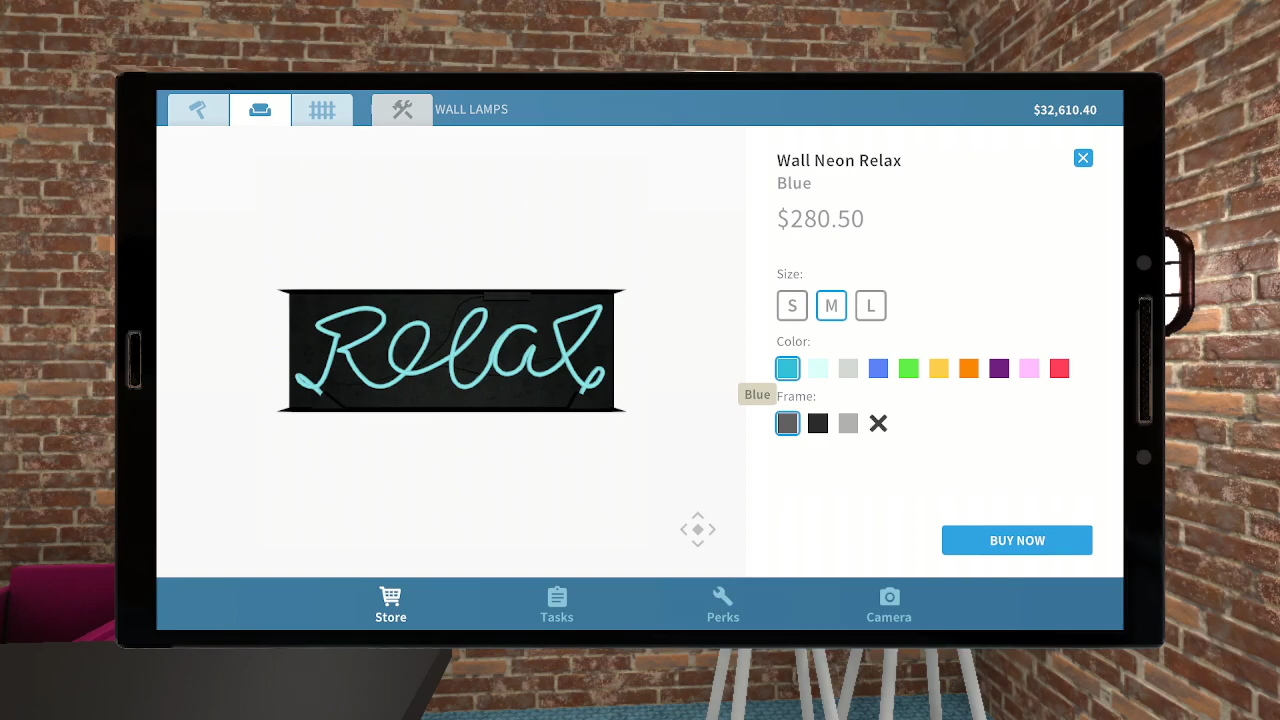 WALL LAMPS
$32,610.40
Wall Neon Relax
Blue
$280.50
Size:
S M L
Color:
Blue
Frame:
Relax
BUY NOW
Store Tasks Perks Camera